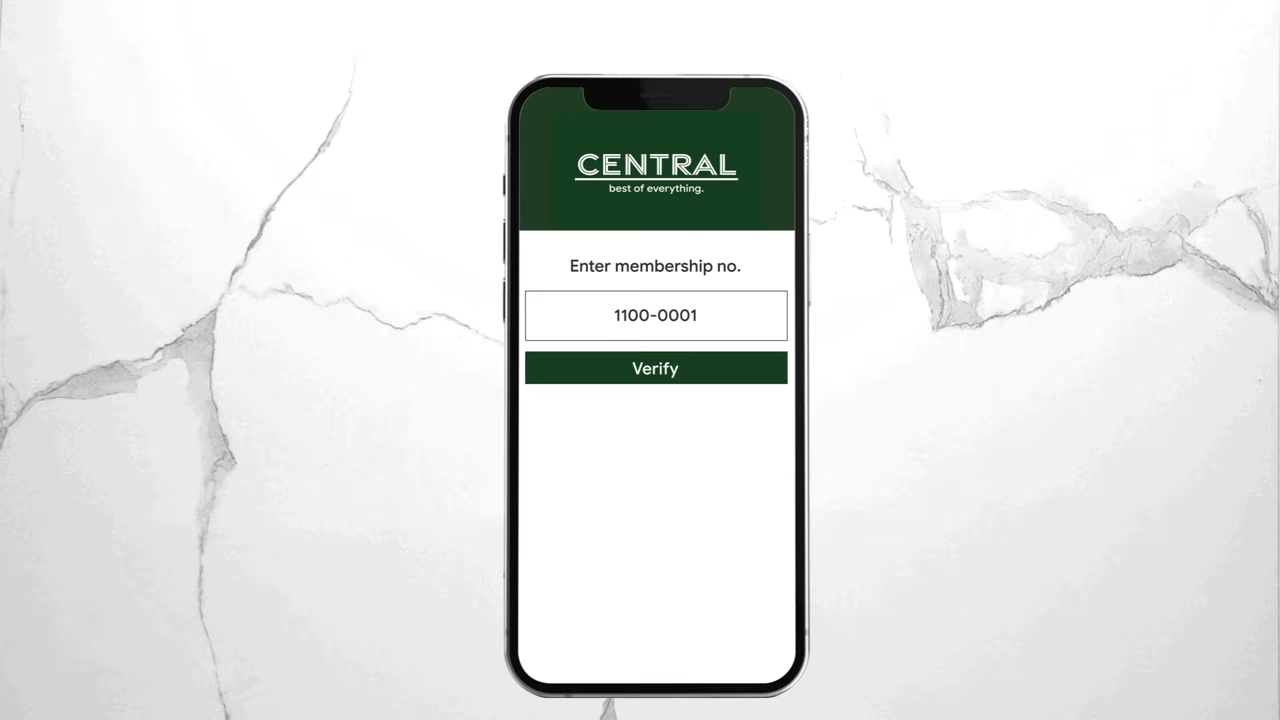 CENTRAL
best of everything.
Enter membership no.
1100-0001
Verify